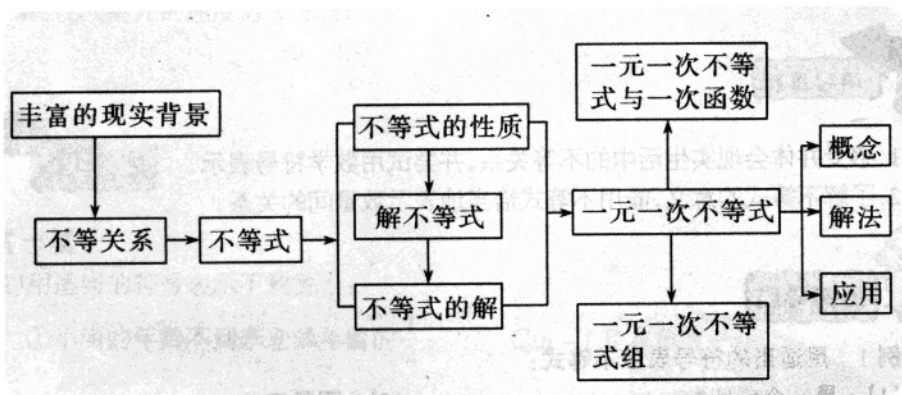 丰富的现实背景
不等关系
不等式
不等式的性质
解不等式
不等式的解
一元一次不等
式与一次函数
一元一次不等式
一元一次不等
式组
概念
解法
应用